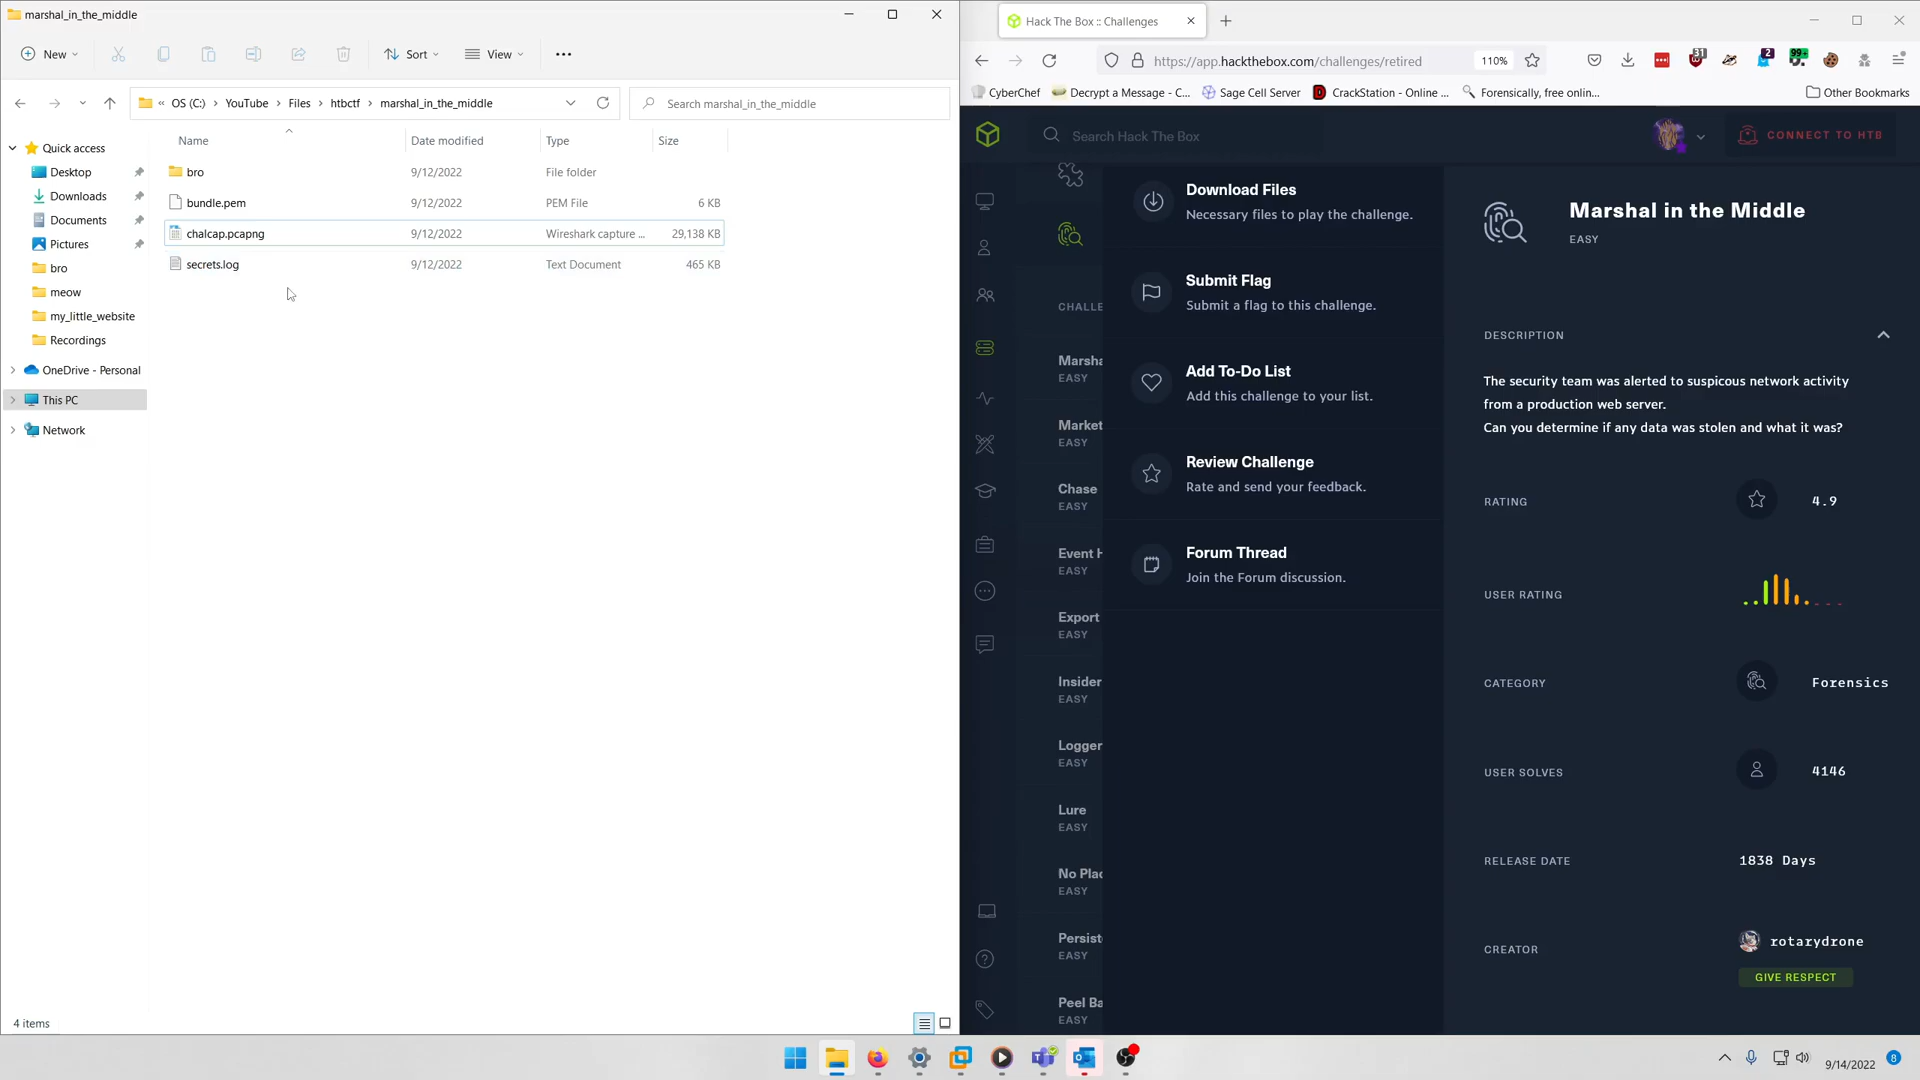 marshal_in_the_middle
New
Sort
View
OS (C:) YouTube Files htbctf marshal_in_the_middle
Search marshal_in_the_middle
Name Date modified Type Size
Quick access
Desktop
Downloads
Documents
Pictures
bro
meow
my_little_website
Recordings
OneDrive - Personal
This PC
Network
bro 9/12/2022 File folder
bundle.pem 9/12/2022 PEM File 6 KB
chalcap.pcapng 9/12/2022 Wireshark capture ... 29,138 KB
secrets.log 9/12/2022 Text Document 465 KB
4 items
Hack The Box :: Challenges
https://app.hackthebox.com/challenges/retired
110%
31
2
99+
CyberChef
Decrypt a Message - C...
Sage Cell Server
CrackStation - Online ...
Forensically, free onlin...
Other Bookmarks
Search Hack The Box
CONNECT TO HTB
CHALLE
Marsha
EASY
Market
EASY
Chase
EASY
Event H
EASY
Export
EASY
Insider
EASY
Logger
EASY
Lure
EASY
No Plac
EASY
Persist
EASY
Peel Ba
EASY
Download Files
Necessary files to play the challenge.
Submit Flag
Submit a flag to this challenge.
Add To-Do List
Add this challenge to your list.
Review Challenge
Rate and send your feedback.
Forum Thread
Join the Forum discussion.
Marshal in the Middle
EASY
DESCRIPTION
The security team was alerted to suspicous network activity
from a production web server.
Can you determine if any data was stolen and what it was?
RATING 4.9
USER RATING
CATEGORY Forensics
USER SOLVES 4146
RELEASE DATE 1838 Days
CREATOR rotarydrone
GIVE RESPECT
9/14/2022
8